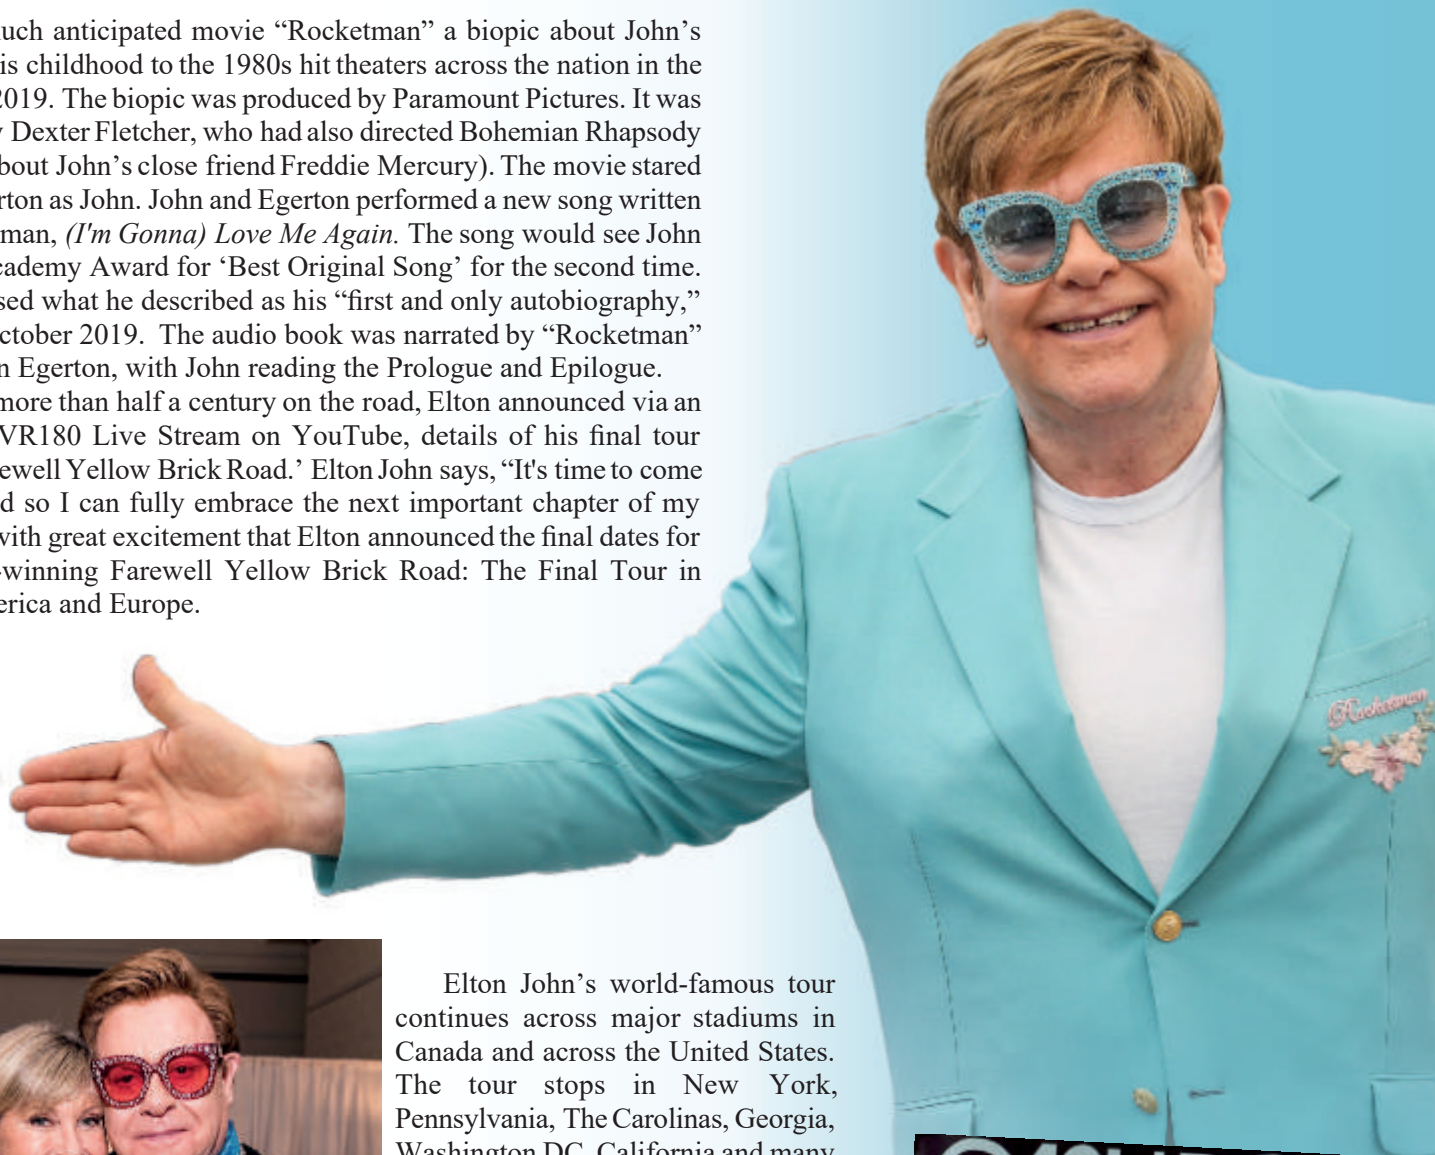 uch anticipated movie “Rocketman” a biopic about John’s
is childhood to the 1980s hit theaters across the nation in the
2019. The biopic was produced by Paramount Pictures. It was
Dexter Fletcher, who had also directed Bohemian Rhapsody
bout John’s close friend Freddie Mercury). The movie stared
rton as John. John and Egerton performed a new song written
man, (I'm Gonna) Love Me Again. The song would see John
cademy Award for ‘Best Original Song’ for the second time.
sed what he described as his “first and only autobiography,”
ctober 2019. The audio book was narrated by “Rocketman”
n Egerton, with John reading the Prologue and Epilogue.
more than half a century on the road, Elton announced via an
VR180 Live Stream on YouTube, details of his final tour
ewell Yellow Brick Road.’ Elton John says, “It's time to come
d so I can fully embrace the next important chapter of my
with great excitement that Elton announced the final dates for
-winning Farewell Yellow Brick Road: The Final Tour in
erica and Europe.
Rocketman
Elton John’s world-famous tour
continues across major stadiums in
Canada and across the United States.
The tour stops in New York,
Pennsylvania, The Carolinas, Georgia,
Washington DC, California and many